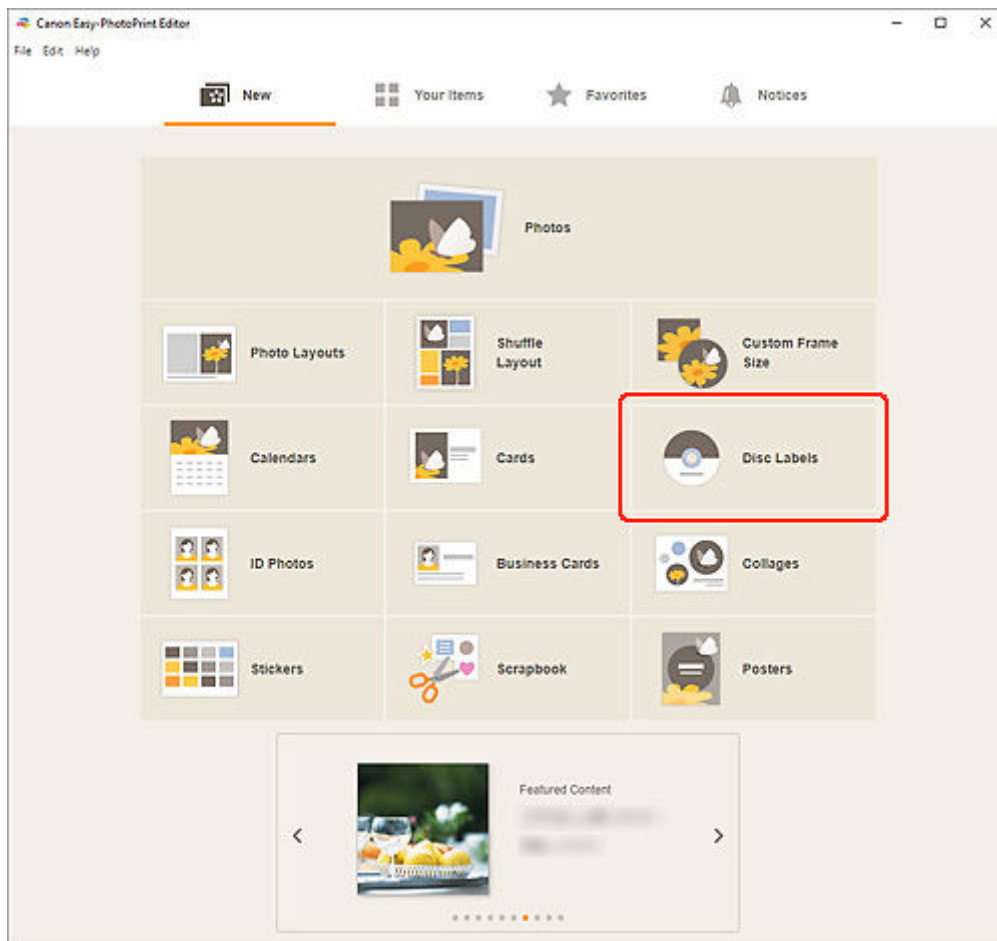 Canon Easy-PhotoPrint Editor
File Edit Help
New
Your Items
Favorites
Notices
Photos
Photo Layouts
Shuffle
Layout
Custom Frame
Size
Calendars
Cards
Disc Labels
ID Photos
Business Cards
Collages
Stickers
Scrapbook
Posters
Featured Content